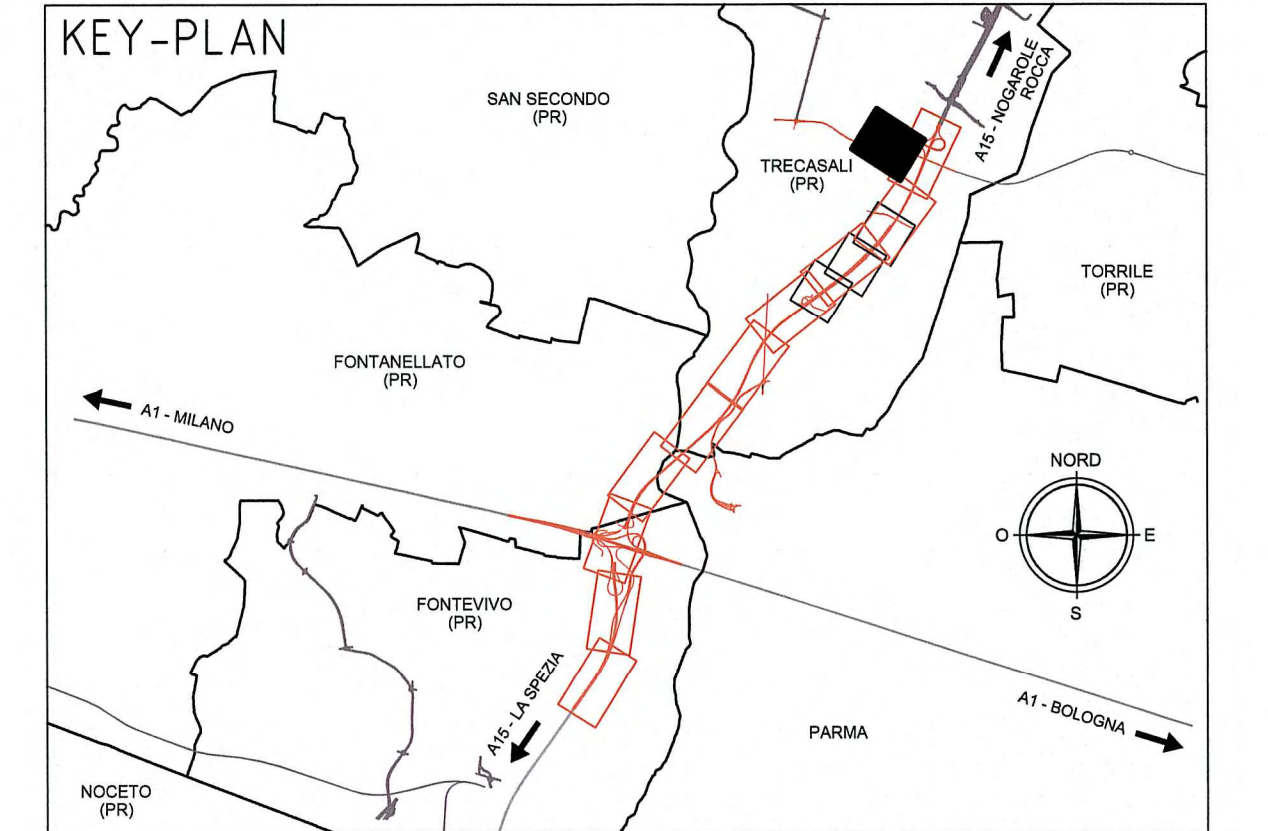 KEY-PLAN
SAN SECONDO
(PR)
A15 - NOGAROLE
ROCCA
TRECASALI
(PR)
TORRILE
(PR)
FONTANELLATO
(PR)
A1 - MILANO
NORD
O
E
S
FONTEVIVO
(PR)
A15 - LA SPEZIA
A1 - BOLOGNA
PARMA
NOCETO
(PR)